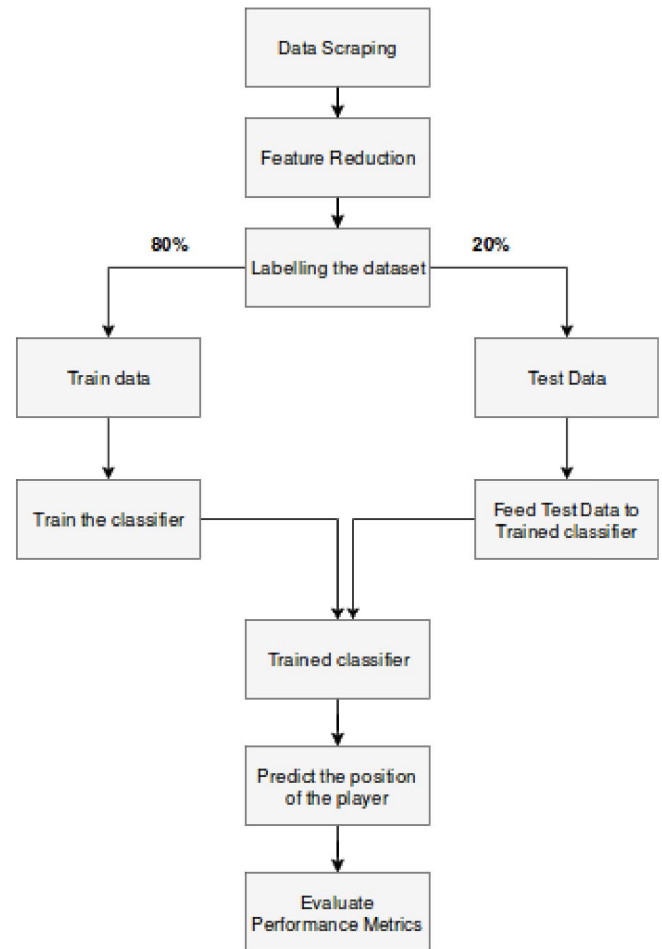 Data Scraping
Feature Reduction
80%
20%
Labelling the dataset
Train data
Test Data
Train the classifier
Feed Test Data to
Trained classifier
Trained classifier
Predict the position
of the player
Evaluate
Performance Metrics